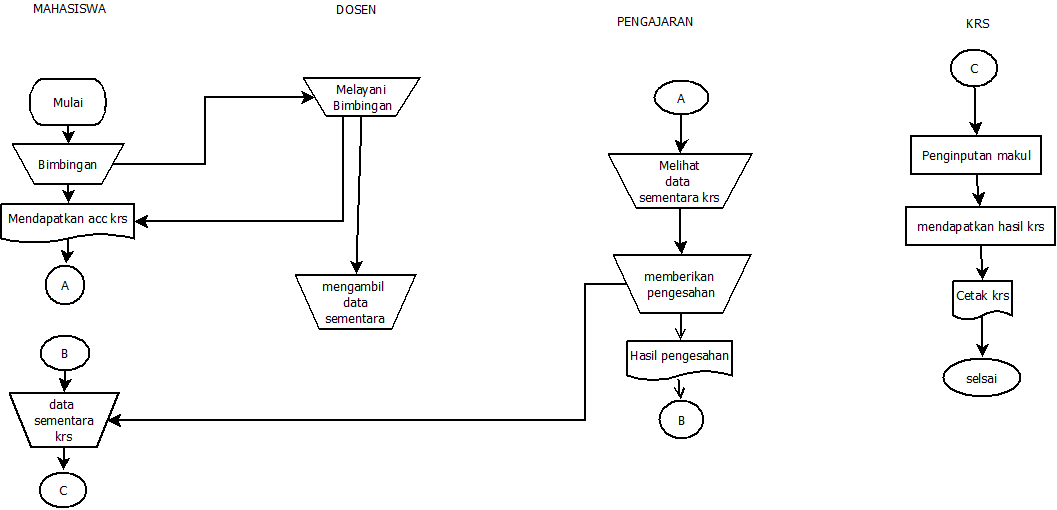 MAHASISWA
DOSEN
PENGAJARAN
KRS
Mulai
Bimbingan
Mendapatkan acc krs
A
B
data
sementara
krs
C
Melayani
Bimbingan
mengambil
data
sementara
A
Melihat
data
sementara krs
memberikan
pengesahan
Hasil pengesahan
B
C
Penginputan makul
mendapatkan hasil krs
Cetak krs
selsai